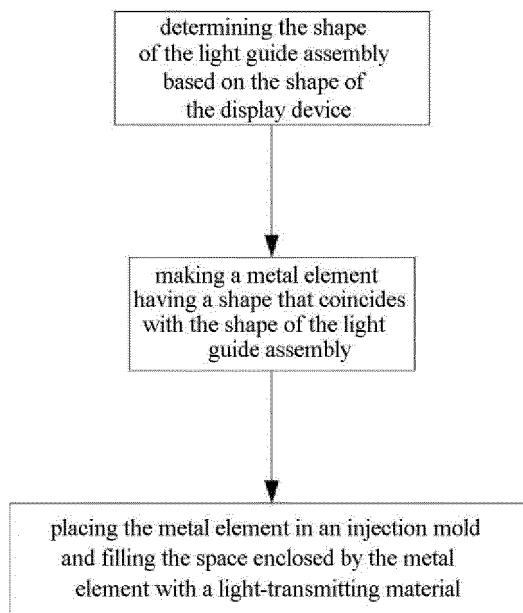 determining the shape
of the light guide assembly
based on the shape of
the display device
making a metal element
having a shape that coincides
with the shape of the light
guide assembly
placing the metal element in an injection mold
and filling the space enclosed by the metal
element with a light-transmitting material